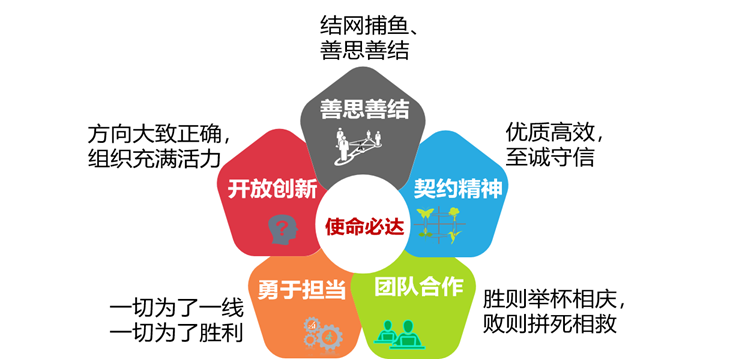 结网捕鱼、
善思善结
善思善结
方向大致正确，
组织充满活力
开放创新
优质高效，
至诚守信
契约精神
使命必达
一切为了一线
一切为了胜利
勇于担当
团队合作
胜则举杯相庆，
败则拼死相救